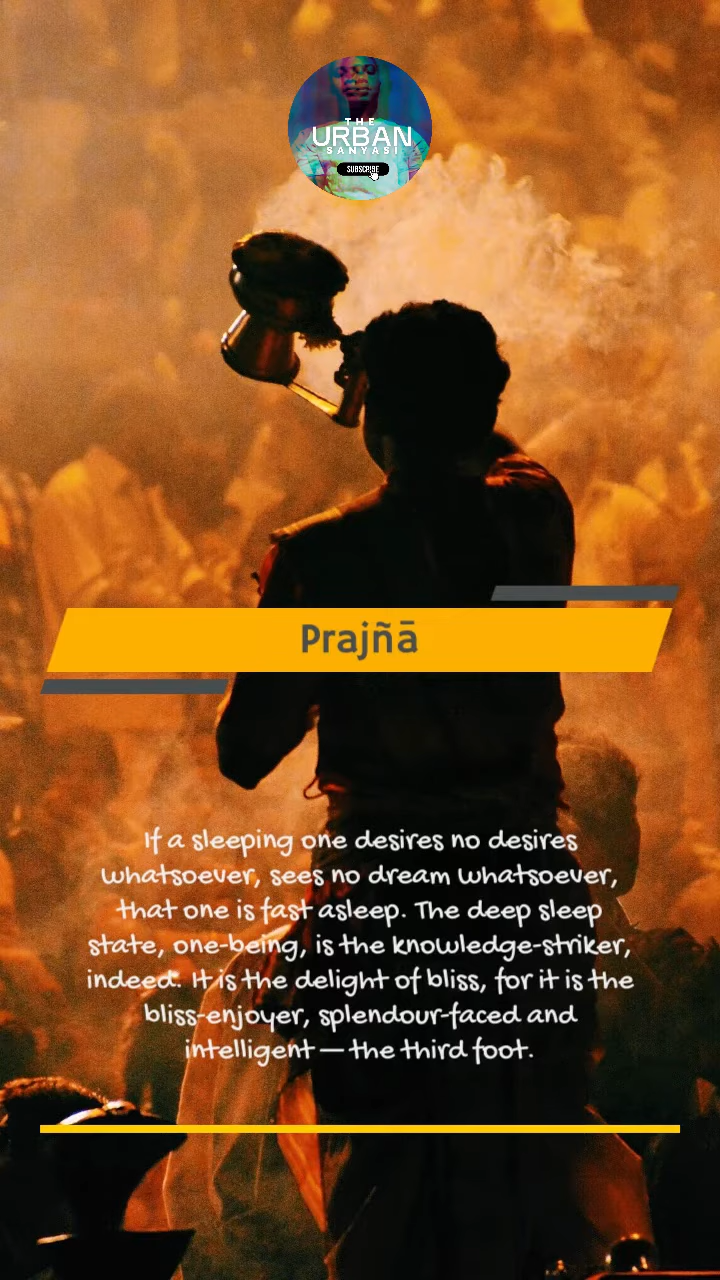 THE
URBAN
SANYASI
SUBSCRIBE
Prajñā
If a sleeping one desires no desires
whatsoever, sees no dream whatsoever,
that one is fast asleep. The deep sleep
state, one-being, is the knowledge-striker,
indeed. It is the delight of bliss, for it is the
bliss-enjoyer, splendour-faced and
intelligent — the third foot.